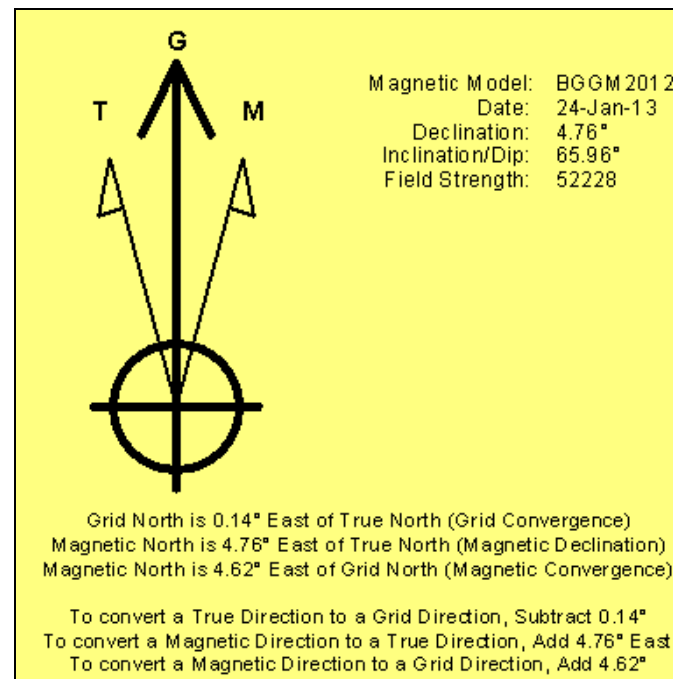 G
T
M
Magnetic Model: BGGM2012
Date: 24-Jan-13
Declination: 4.76°
Inclination/Dip: 65.96°
Field Strength: 52228
Grid North is 0.14° East of True North (Grid Convergence)
Magnetic North is 4.76° East of True North (Magnetic Declination)
Magnetic North is 4.62° East of Grid North (Magnetic Convergence)
To convert a True Direction to a Grid Direction, Subtract 0.14°
To convert a Magnetic Direction to a True Direction, Add 4.76° East
To convert a Magnetic Direction to a Grid Direction, Add 4.62°